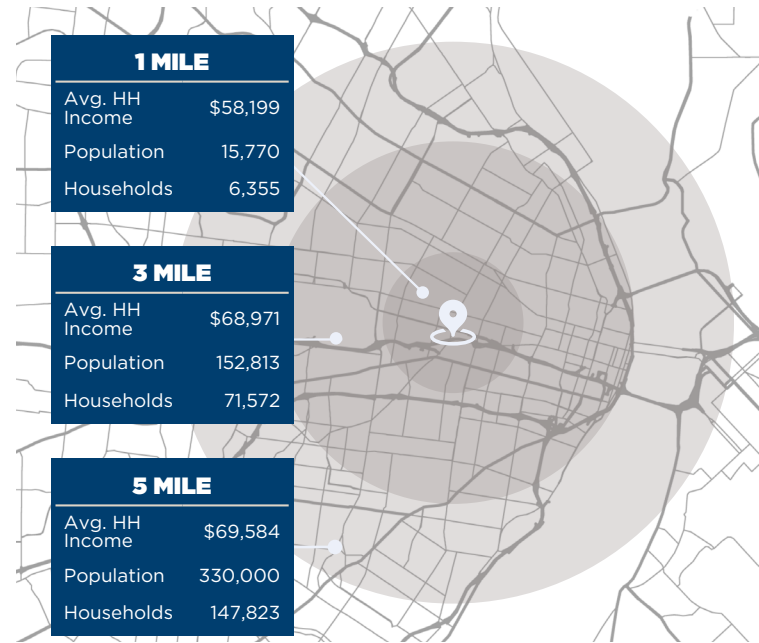 1 MILE
Avg. HH
Income $58,199
Population 15,770
Households 6,355
3 MILE
Avg. HH
Income $68,971
Population 152,813
Households 71,572
5 MILE
Avg. HH
Income $69,584
Population 330,000
Households 147,823